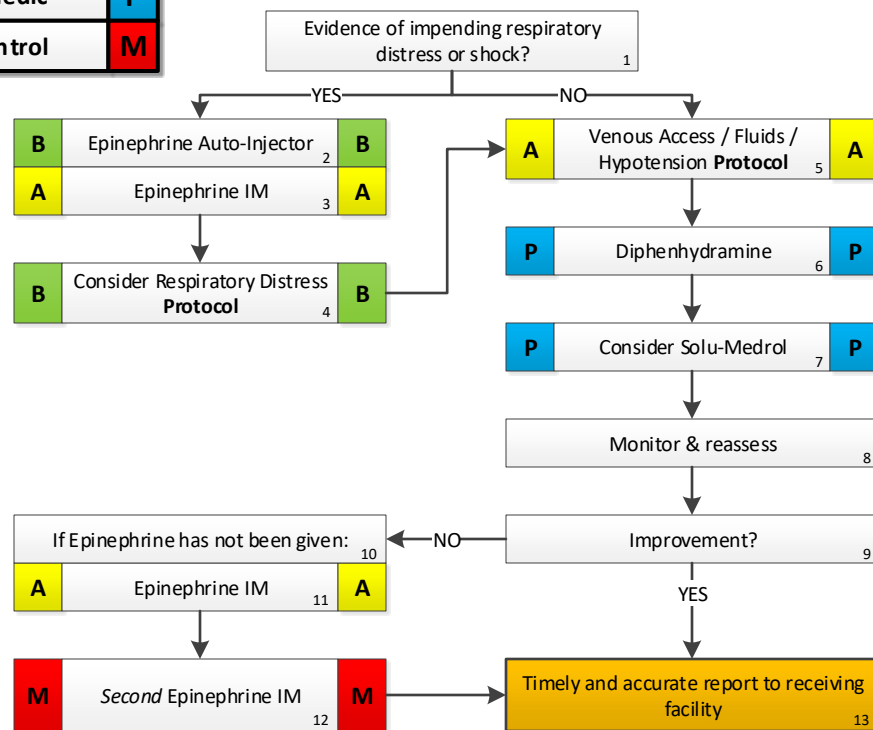 P
M
Evidence of impending respiratory
distress or shock?
1
YES
NO
B
Epinephrine Auto-Injector
2
B
A
Epinephrine IM
3
A
B
Consider Respiratory Distress
Protocol
4
B
A
Venous Access / Fluids /
Hypotension Protocol
5
A
P
Diphenhydramine
6
P
P
Consider Solu-Medrol
7
P
Monitor & reassess
8
Improvement?
9
NO
YES
If Epinephrine has not been given:
10
A
Epinephrine IM
11
A
M
Second Epinephrine IM
12
M
Timely and accurate report to receiving
facility
13